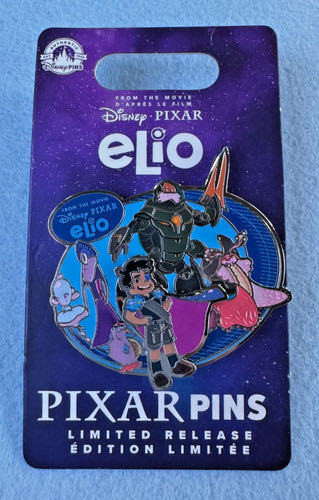 AUTHENTIC
Disney PINS
FROM THE MOVIE
D'APRÈS LE FILM
Disney · PIXAR
eLIO
FROM THE MOVIE
Disney PIXAR
eLIO
PIXAR PINS
LIMITED RELEASE
ÉDITION LIMITÉE